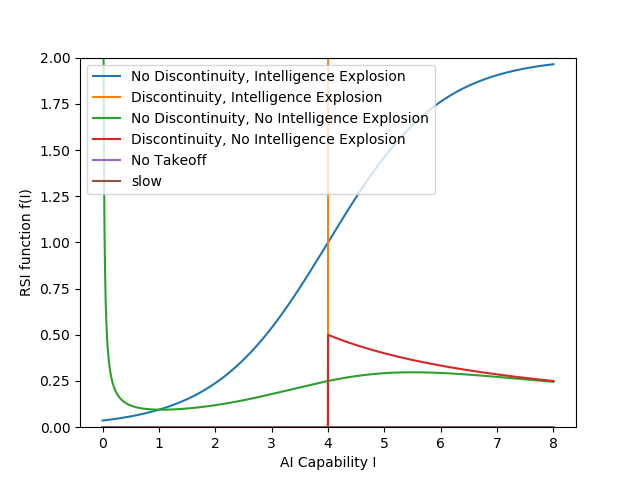 2.00
1.75
1.50
1.25
1.00
0.75
0.50
0.25
0.00
RSI function f(I)
No Discontinuity, Intelligence Explosion
Discontinuity, Intelligence Explosion
No Discontinuity, No Intelligence Explosion
Discontinuity, No Intelligence Explosion
No Takeoff
slow
0 1 2 3 4 5 6 7 8
AI Capability I